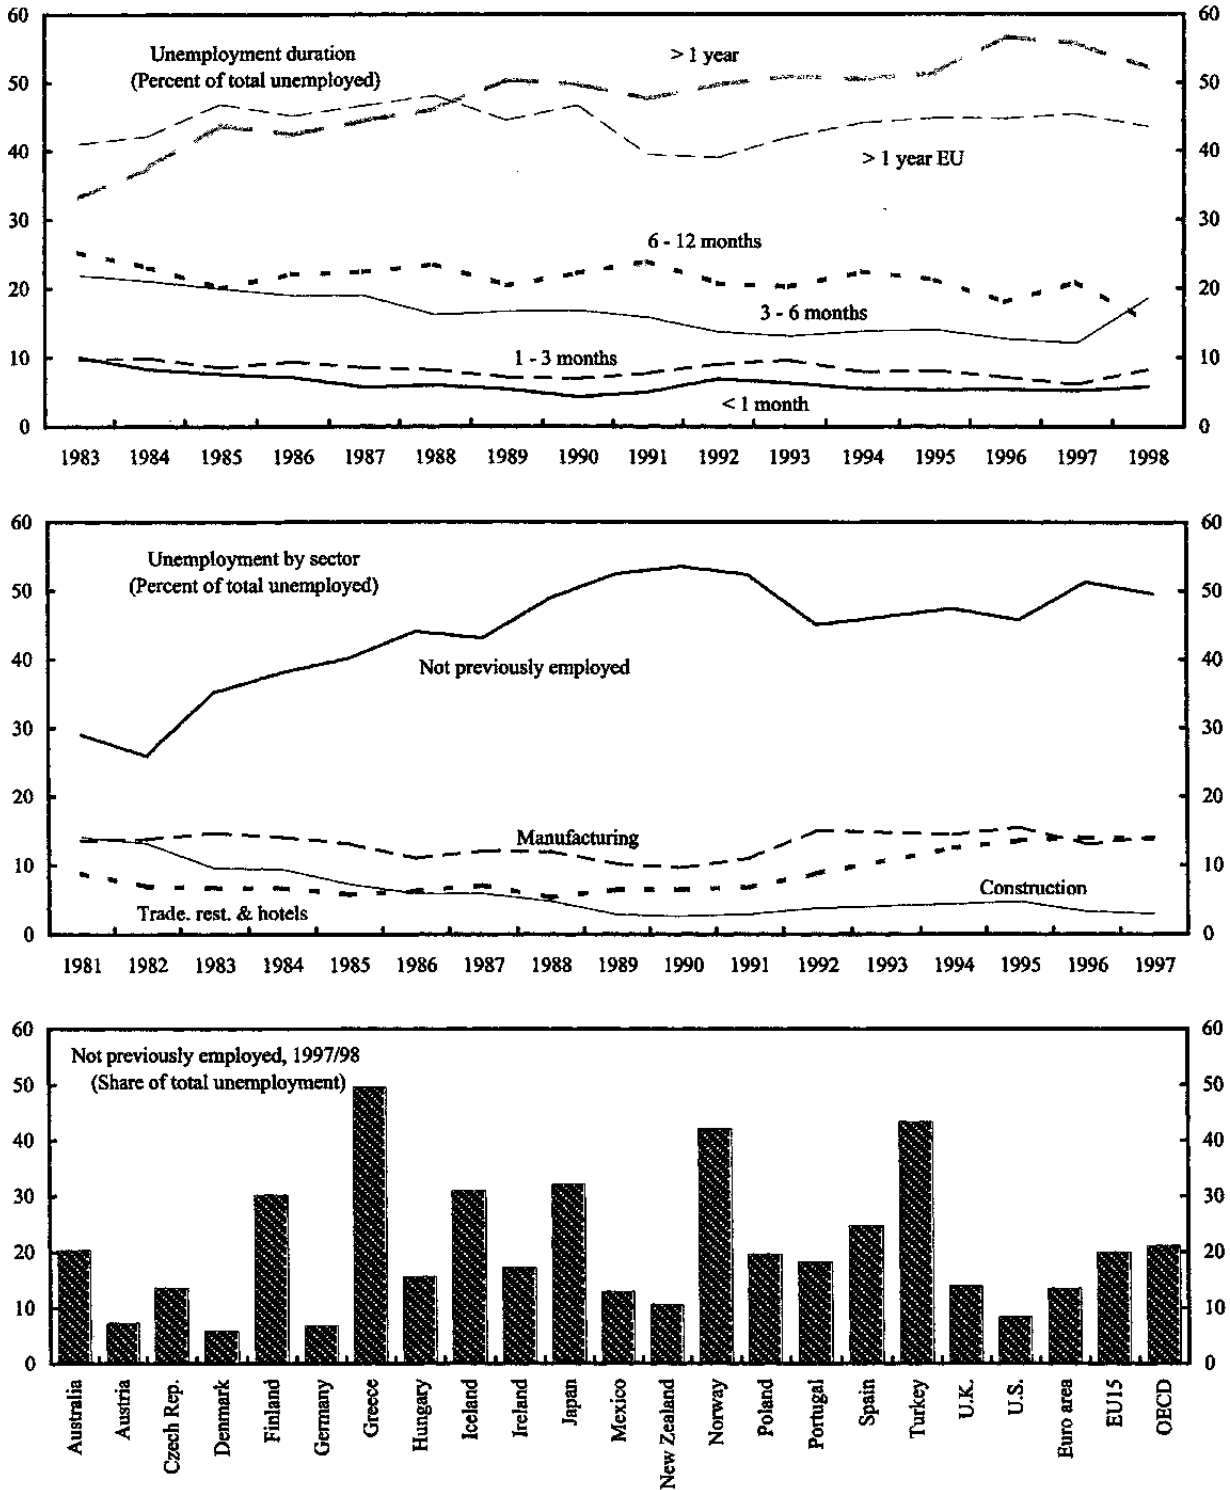 60 60
Unemployment duration
(Percent of total unemployed)
> 1 year
50 50
40 40
> 1 year EU
30 30
6 - 12 months
20 20
3 - 6 months
10 10
1 - 3 months
< 1 month
0 0
1983 1984 1985 1986 1987 1988 1989 1990 1991 1992 1993 1994 1995 1996 1997 1998
60 60
Unemployment by sector
(Percent of total unemployed)
50 50
40 40
Not previously employed
30 30
20 20
Manufacturing
10 10
Construction
Trade. rest. & hotels
0 0
1981 1982 1983 1984 1985 1986 1987 1988 1989 1990 1991 1992 1993 1994 1995 1996 1997
60 60
Not previously employed, 1997/98
(Share of total unemployment)
50 50
40 40
30 30
20 20
10 10
0 0
Australia
Austria
Czech Rep.
Denmark
Finland
Germany
Greece
Hungary
Iceland
Ireland
Japan
Mexico
New Zealand
Norway
Poland
Portugal
Spain
Turkey
U.K.
U.S.
Euro area
EU15
OECD